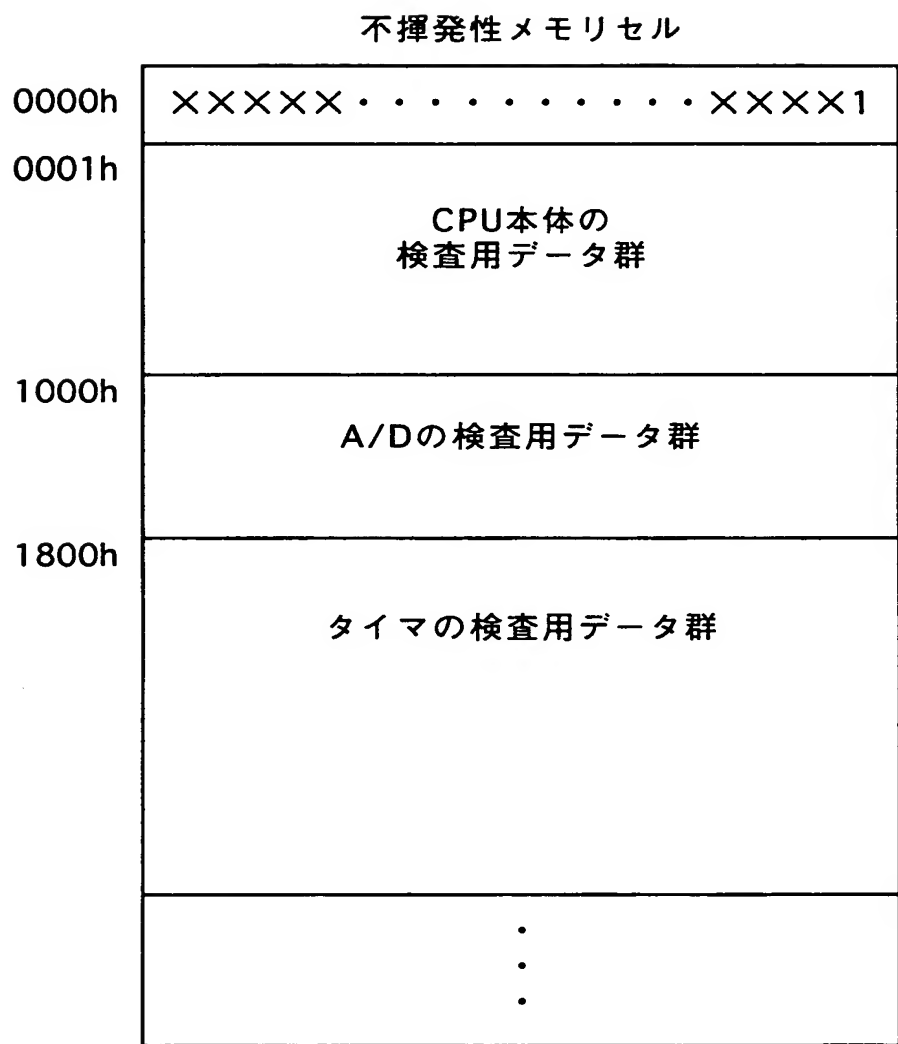 不揮発性メモリセル
0000h ×××××・・・・・・・・・・××××1
0001h
CPU本体の
検査用データ群
1000h
A/Dの検査用データ群
1800h
タイマの検査用データ群
・
・
・